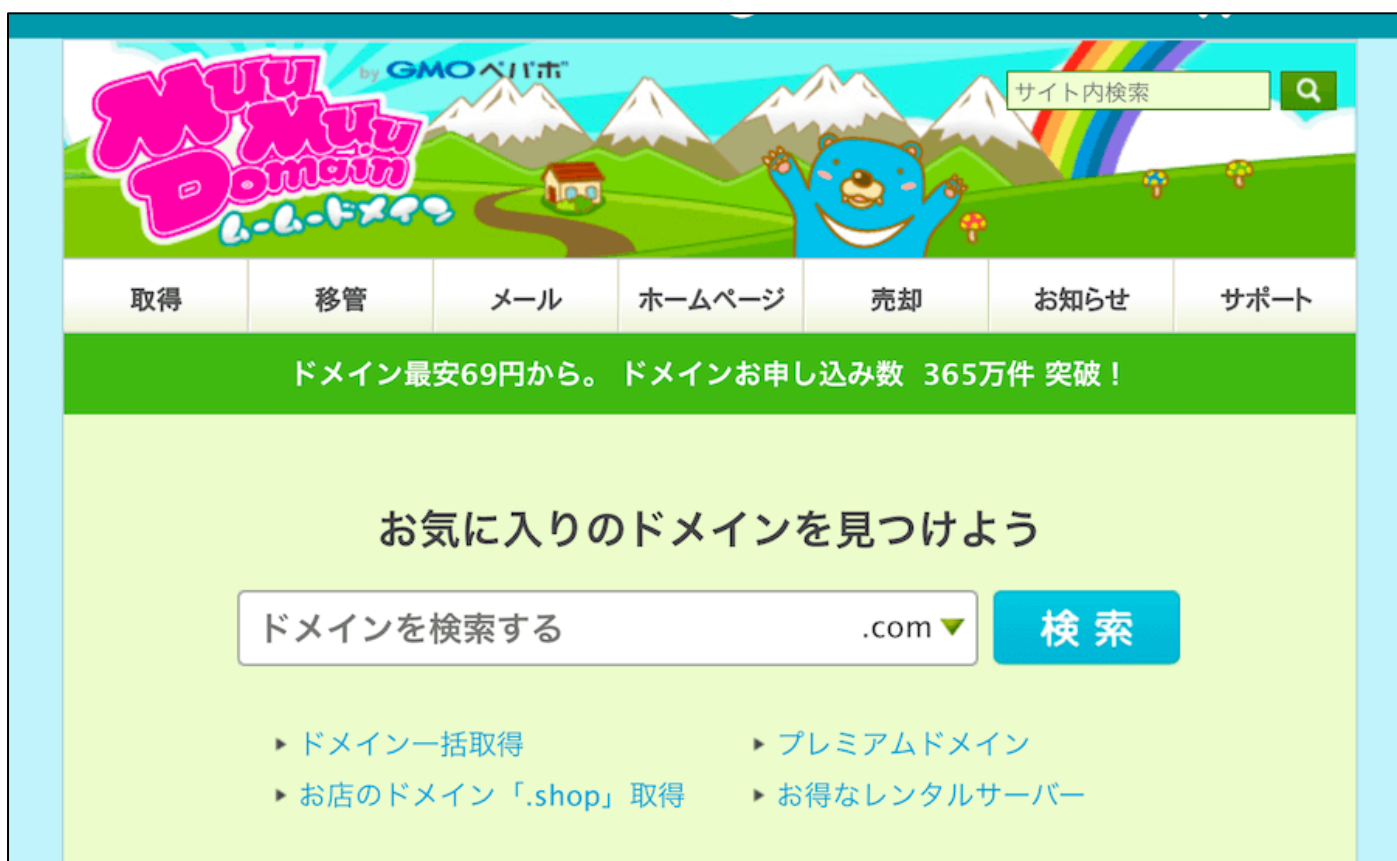 Muu
Muu
Domain
ムームードメイン
by GMOペパボ
サイト内検索
取得
移管
メール
ホームページ
売却
お知らせ
サポート
ドメイン最安69円から。 ドメインお申し込み数 365万件 突破！
お気に入りのドメインを見つけよう
ドメインを検索する .com
検索
ドメイン一括取得
プレミアムドメイン
お店のドメイン「.shop」取得
お得なレンタルサーバー